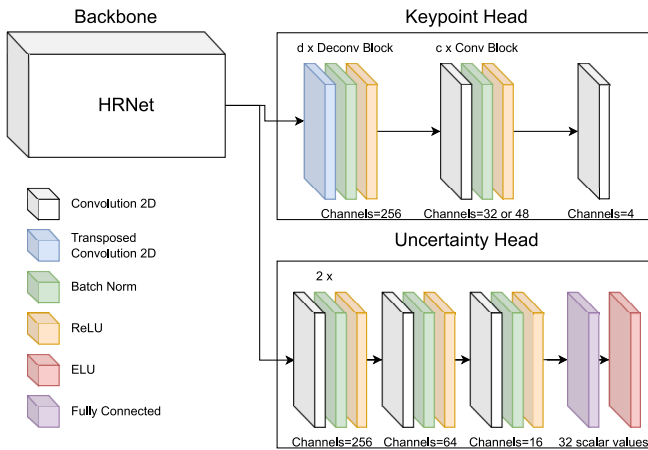 Backbone
HRNet
Convolution 2D
Transposed
Convolution 2D
Batch Norm
ReLU
ELU
Fully Connected
Keypoint Head
d x Deconv Block
c x Conv Block
Channels=256
Channels=32 or 48
Channels=4
Uncertainty Head
2 x
Channels=256
Channels=64
Channels=16
32 scalar values